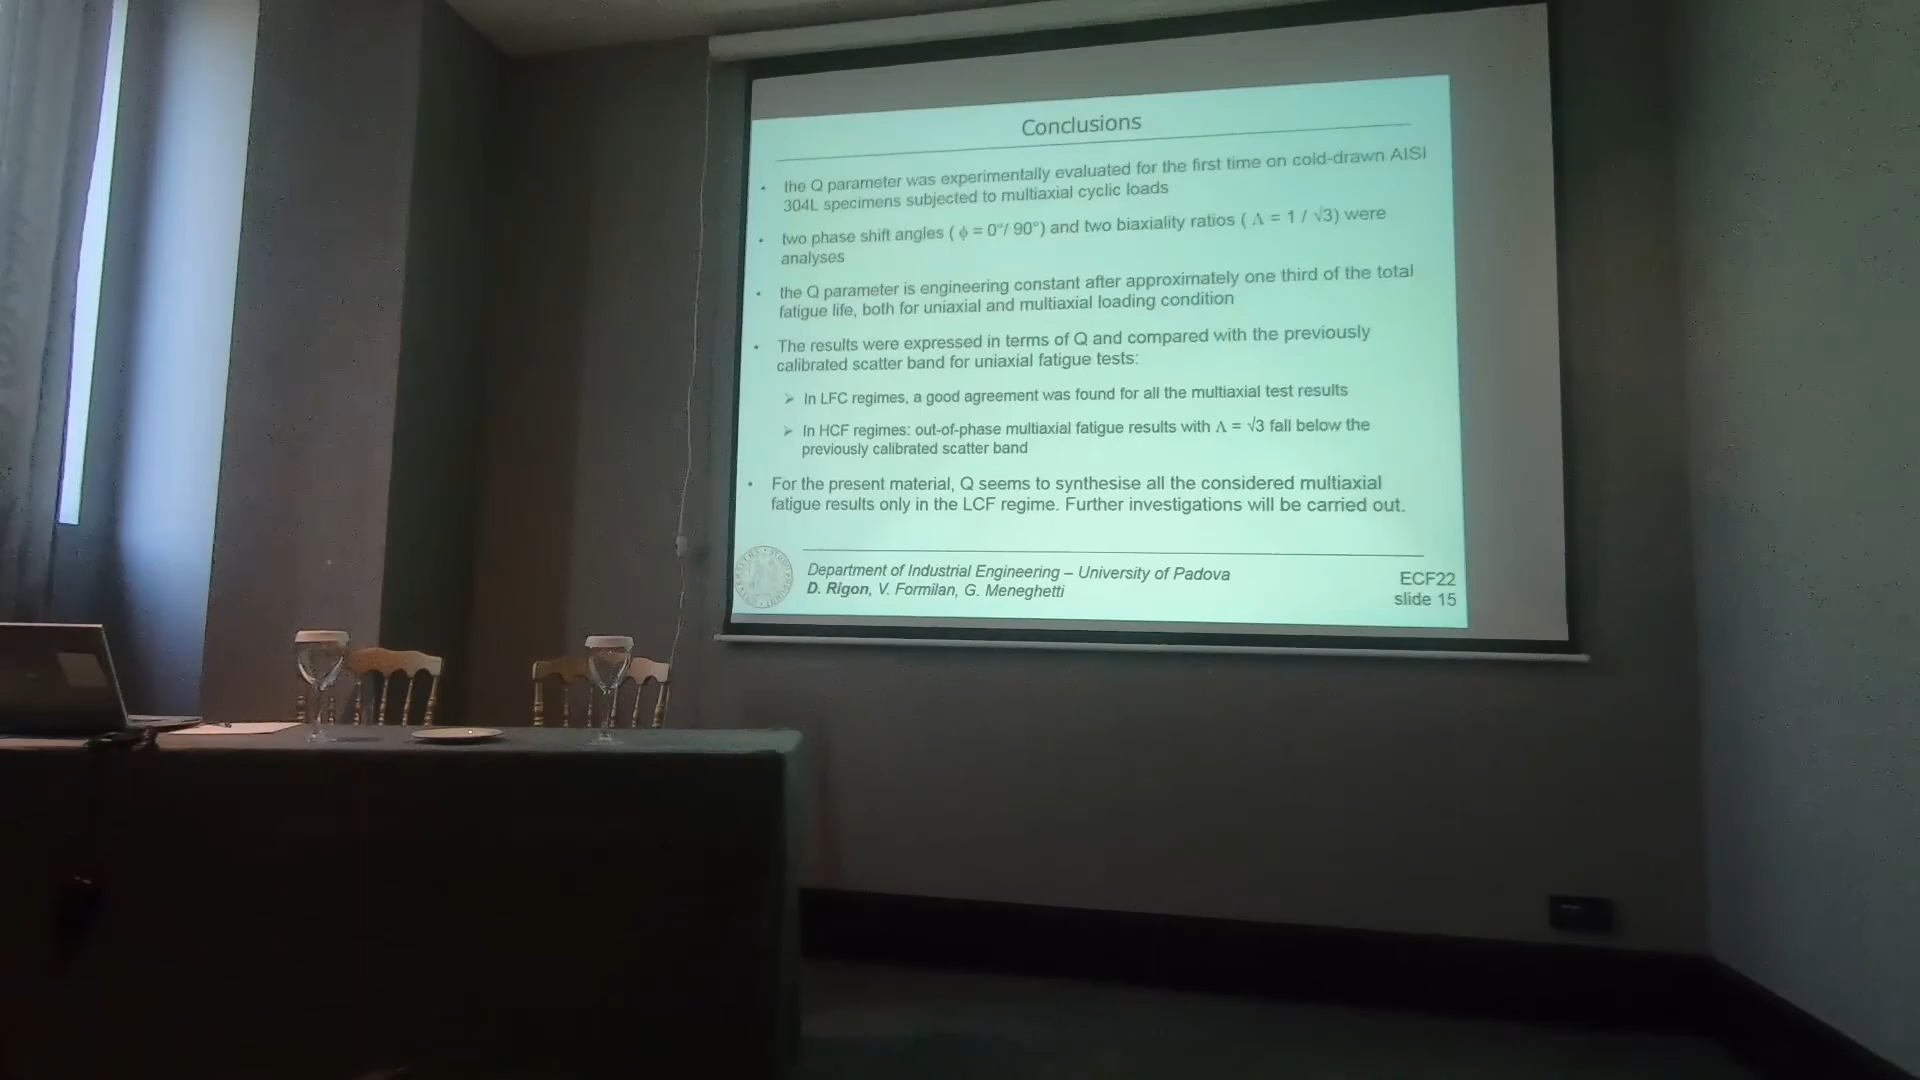 Conclusions
• the Q parameter was experimentally evaluated for the first time on cold-drawn AISI
304L specimens subjected to multiaxial cyclic loads
• two phase shift angles ( ϕ = 0°/ 90°) and two biaxiality ratios ( Λ = 1 / √3) were
analyses
• the Q parameter is engineering constant after approximately one third of the total
fatigue life, both for uniaxial and multiaxial loading condition
• The results were expressed in terms of Q and compared with the previously
calibrated scatter band for uniaxial fatigue tests:
➢ In LFC regimes, a good agreement was found for all the multiaxial test results
➢ In HCF regimes: out-of-phase multiaxial fatigue results with Λ = √3 fall below the
previously calibrated scatter band
• For the present material, Q seems to synthesise all the considered multiaxial
fatigue results only in the LCF regime. Further investigations will be carried out.
Department of Industrial Engineering – University of Padova
D. Rigon, V. Formilan, G. Meneghetti
ECF22
slide 15